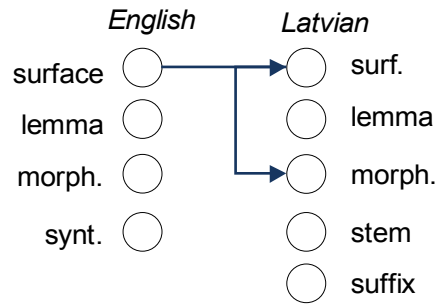 English Latvian
surface surf.
lemma lemma
morph. morph.
synt. stem
suffix